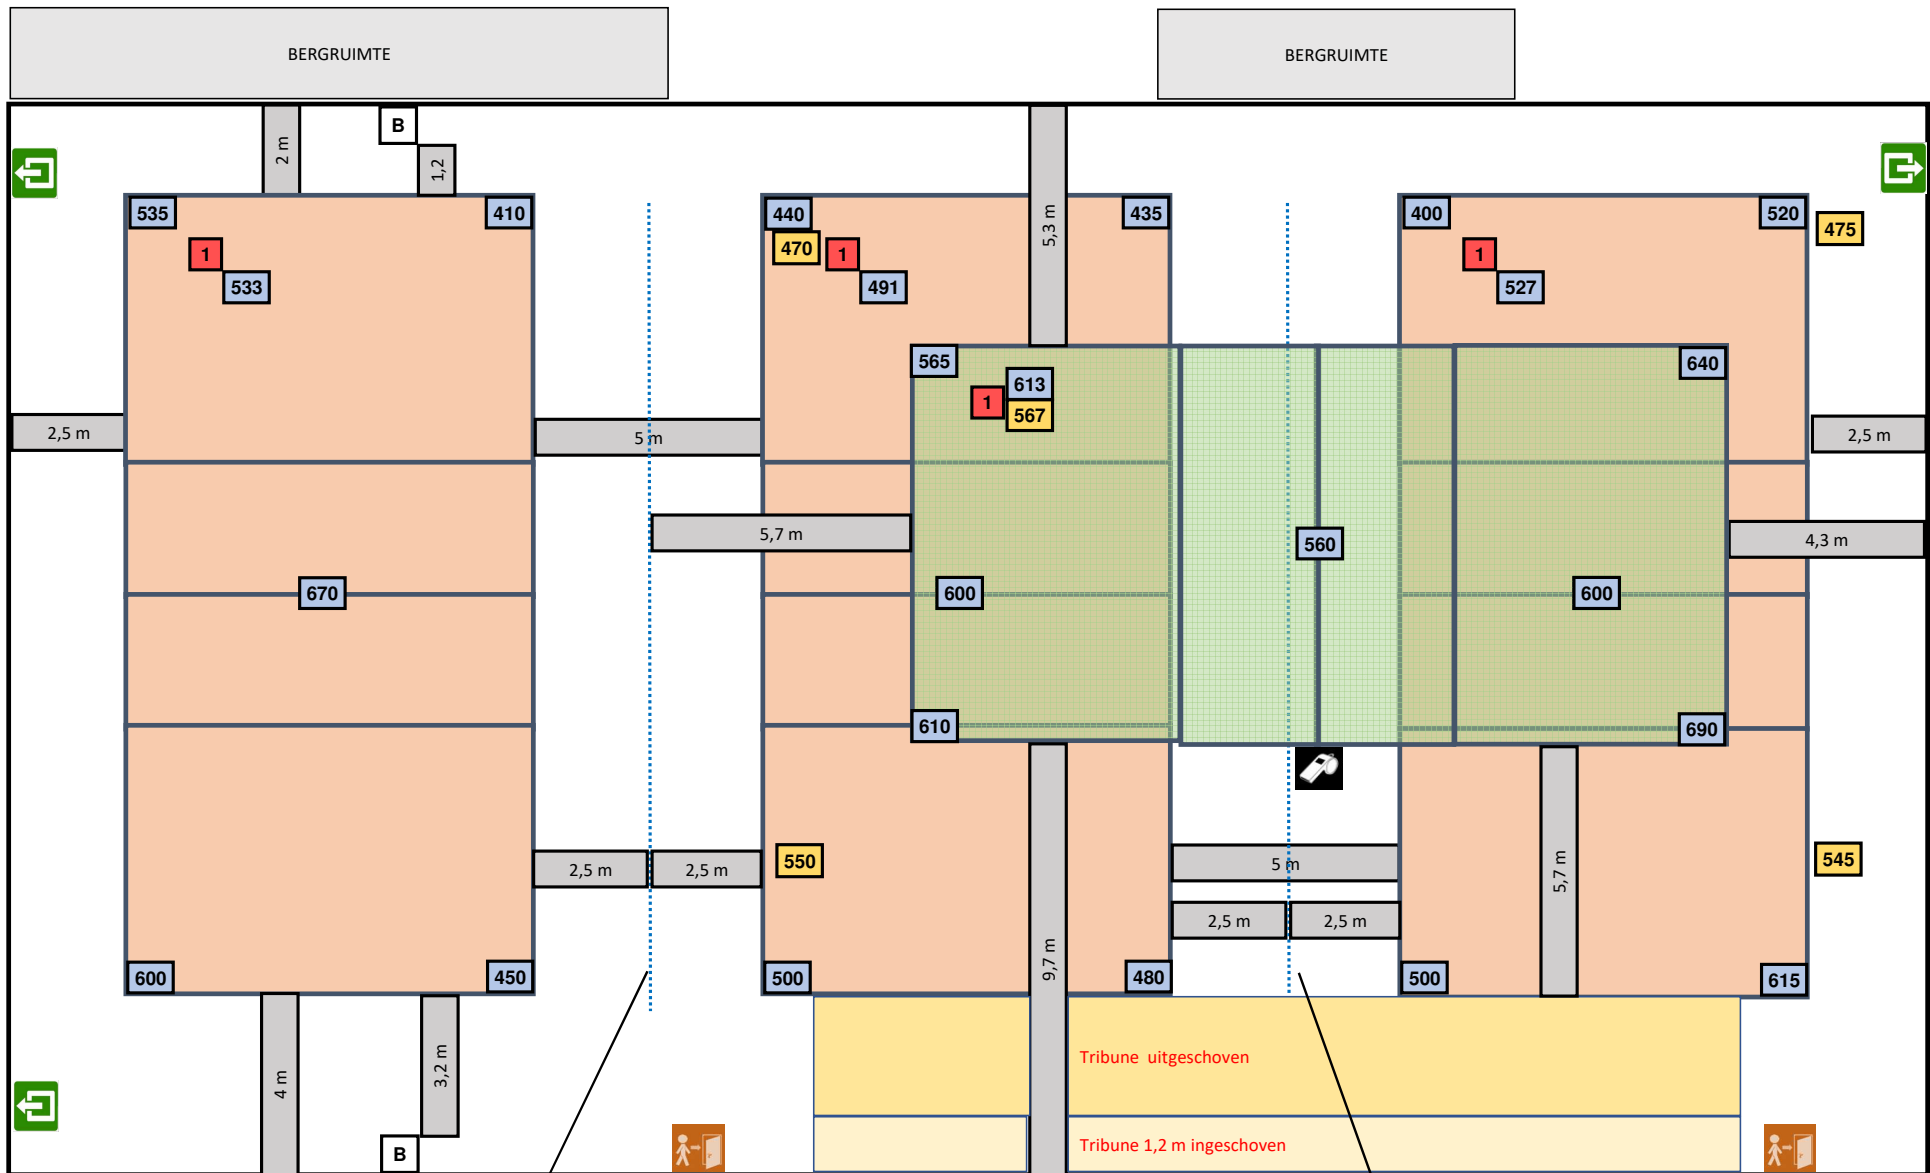 BERGRUIMTE
BERGRUIMTE
2 m
B
1,2
5,3 m
535
410
440
435
400
520
470
475
1
533
1
491
1
527
565
613
640
1
567
2,5 m
5 m
2,5 m
5,7 m
560
4,3 m
670
600
600
610
690
2,5 m
2,5 m
550
5 m
5,7 m
545
2,5 m
2,5 m
9,7 m
600
450
500
480
500
615
4 m
3,2 m
Tribune uitgeschoven
B
Tribune 1,2 m ingeschoven